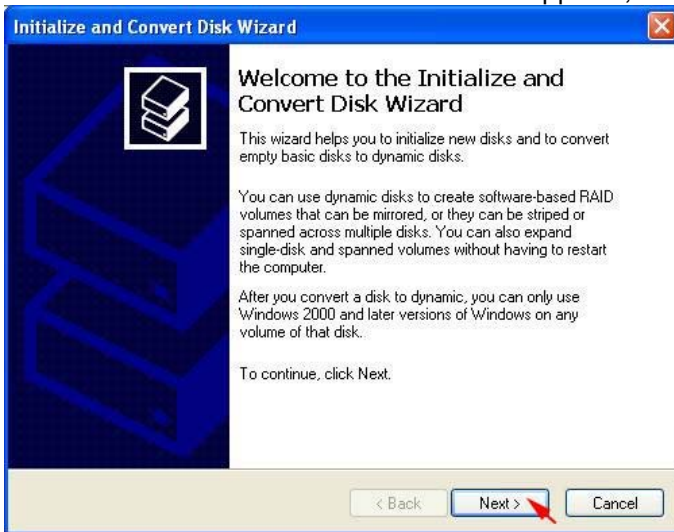 Initialize and Convert Disk Wizard
Welcome to the Initialize and
Convert Disk Wizard
This wizard helps you to initialize new disks and to convert
empty basic disks to dynamic disks.
You can use dynamic disks to create software-based RAID
volumes that can be mirrored, or they can be striped or
spanned across multiple disks. You can also expand
single-disk and spanned volumes without having to restart
the computer.
After you convert a disk to dynamic, you can only use
Windows 2000 and later versions of Windows on any
volume of that disk.
To continue, click Next.
< Back Next > Cancel